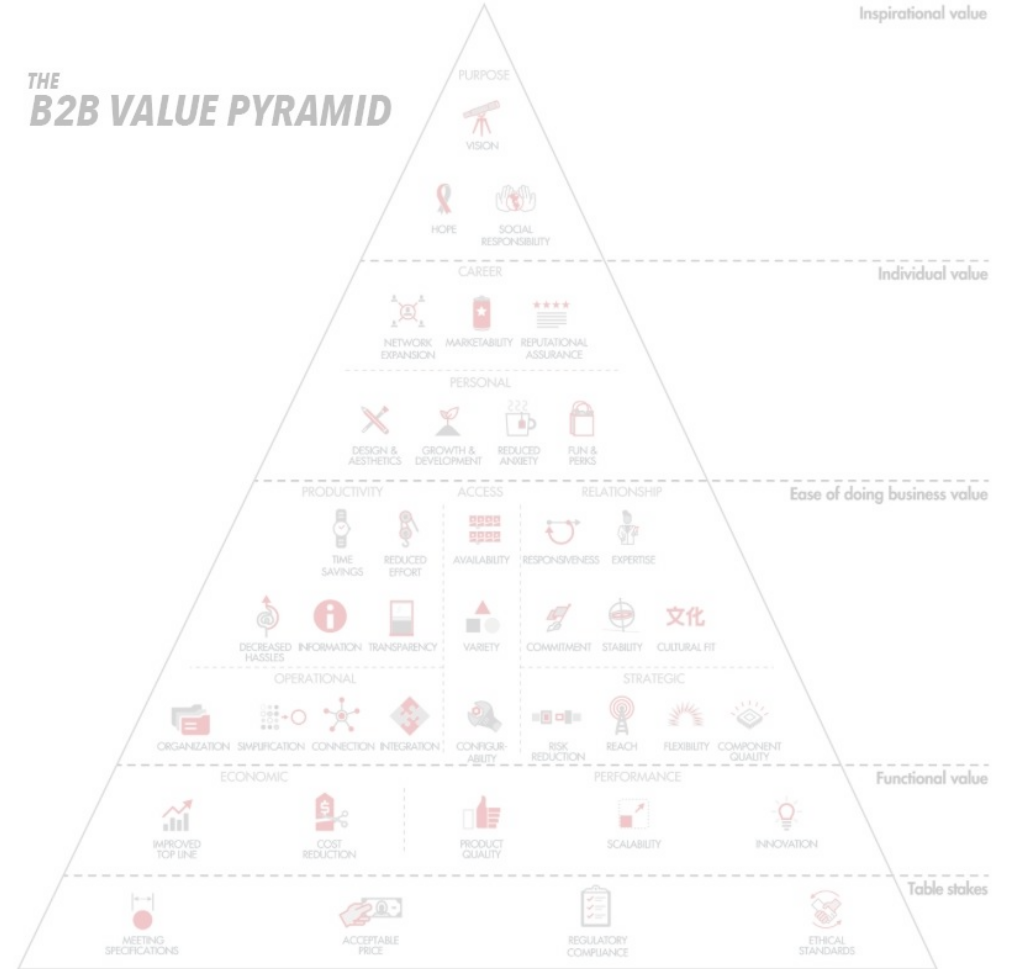 Inspirational value
THE
B2B VALUE PYRAMID
PURPOSE
VISION
HOPE
SOCIAL
RESPONSIBILITY
Individual value
CAREER
NETWORK
EXPANSION
MARKETABILITY
REPUTATIONAL
ASSURANCE
PERSONAL
DESIGN &
AESTHETICS
GROWTH &
DEVELOPMENT
REDUCED
ANXIETY
FUN &
PERKS
Ease of doing business value
PRODUCTIVITY
ACCESS
RELATIONSHIP
TIME
SAVINGS
REDUCED
EFFORT
AVAILABILITY
RESPONSIVENESS
EXPERTISE
DECREASED
HASSLES
INFORMATION
TRANSPARENCY
VARIETY
COMMITMENT
STABILITY
文化
CULTURAL FIT
OPERATIONAL
STRATEGIC
ORGANIZATION
SIMPLIFICATION
CONNECTION
INTEGRATION
CONFIGUR-
ABILITY
RISK
REDUCTION
REACH
FLEXIBILITY
COMPONENT
QUALITY
Functional value
ECONOMIC
PERFORMANCE
IMPROVED
TOP LINE
$
COST
REDUCTION
PRODUCT
QUALITY
SCALABILITY
INNOVATION
Table stakes
MEETING
SPECIFICATIONS
ACCEPTABLE
PRICE
REGULATORY
COMPLIANCE
ETHICAL
STANDARDS